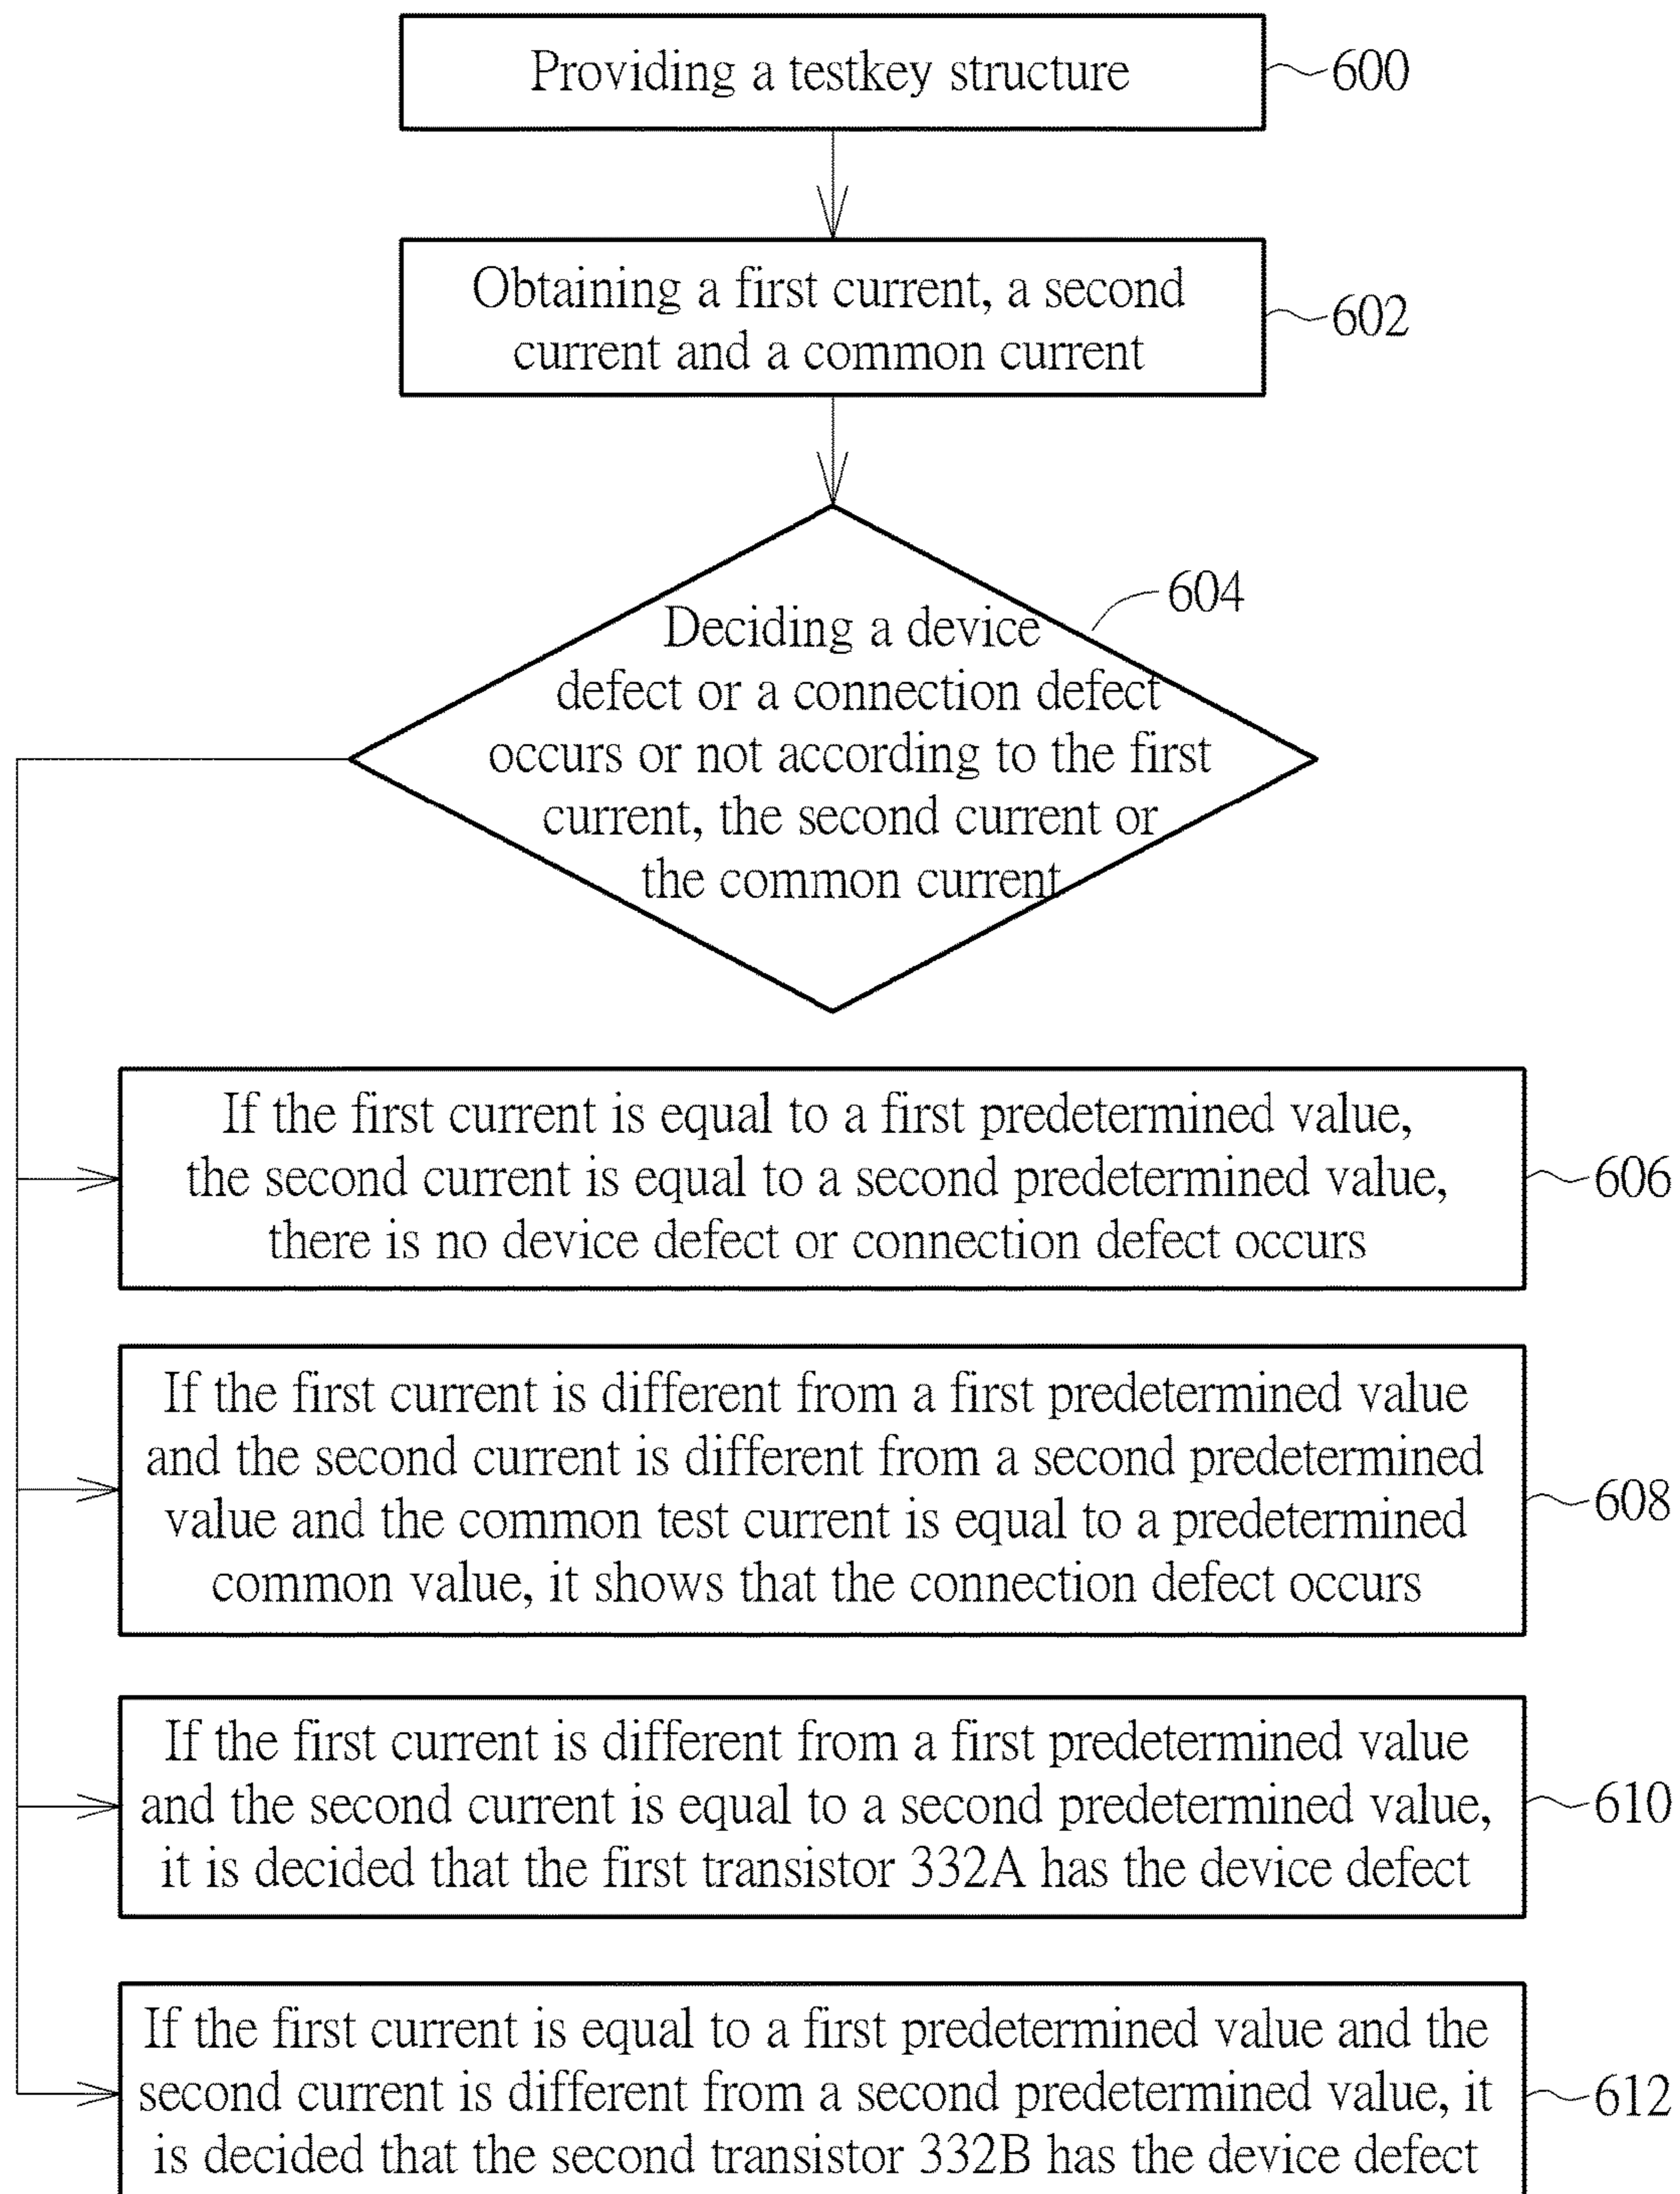 Providing a testkey structure
600
Obtaining a first current, a second
current and a common current
602
604
Deciding a device
defect or a connection defect
occurs or not according to the first
current, the second current or
the common current
If the first current is equal to a first predetermined value,
the second current is equal to a second predetermined value,
there is no device defect or connection defect occurs
606
If the first current is different from a first predetermined value
and the second current is different from a second predetermined
value and the common test current is equal to a predetermined
common value, it shows that the connection defect occurs
608
If the first current is different from a first predetermined value
and the second current is equal to a second predetermined value,
it is decided that the first transistor 332A has the device defect
610
If the first current is equal to a first predetermined value and the
second current is different from a second predetermined value, it
is decided that the second transistor 332B has the device defect
612